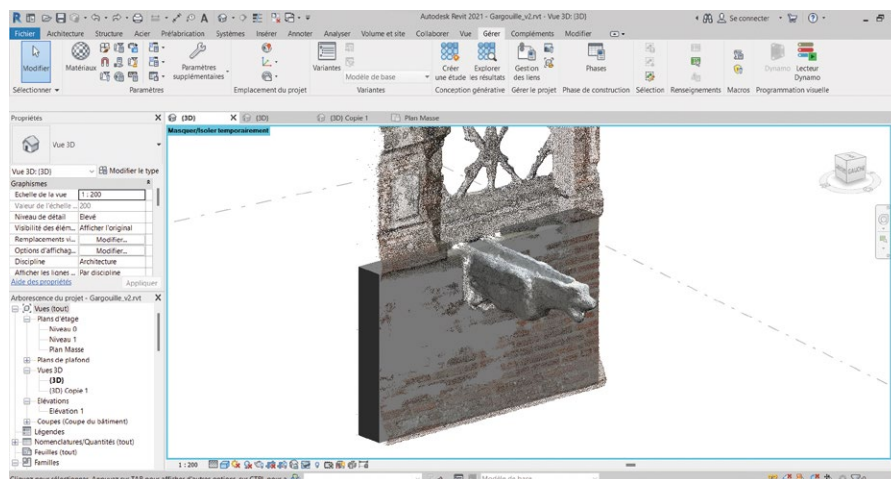 Autodesk Revit 2021 - Gargouille_v2.rvt - Vue 3D: {3D}
Se connecter
Fichier Architecture Structure Acier Préfabrication Systèmes Insérer Annoter Analyser Volume et site Collaborer Vue Gérer Compléments Modifier
Modifier Matériaux Paramètres supplémentaires Variantes Modèle de base Créer une étude Explorer les résultats Gestion des liens Phases Dynamo Lecteur Dynamo
Sélectionner Paramètres Emplacement du projet Variantes Conception générative Gérer le projet Phase de construction Sélection Renseignements Macros Programmation visuelle
Propriétés
{3D} {3D} {3D} Copie 1 Plan Masse
Masquer/Isoler temporairement
Vue 3D
GAUCHE
Vue 3D: {3D} Modifier le type
Graphismes
Echelle de la vue 1 : 200
Valeur de l'échelle ... 200
Niveau de détail Elevé
Visibilité des élém... Afficher l'original
Remplacements vi... Modifier...
Options d'affichag... Modifier...
Discipline Architecture
Afficher les lignes ... Par discipline
Aide des propriétés Appliquer
Arborescence du projet - Gargouille_v2.rvt
Vues (tout)
Plans d'étage
Niveau 0
Niveau 1
Plan Masse
Plans de plafond
Vues 3D
{3D}
{3D} Copie 1
Elévations
Elévation 1
Coupes (Coupe du bâtiment)
Légendes
Nomenclatures/Quantités (tout)
Feuilles (tout)
Familles
1 : 200